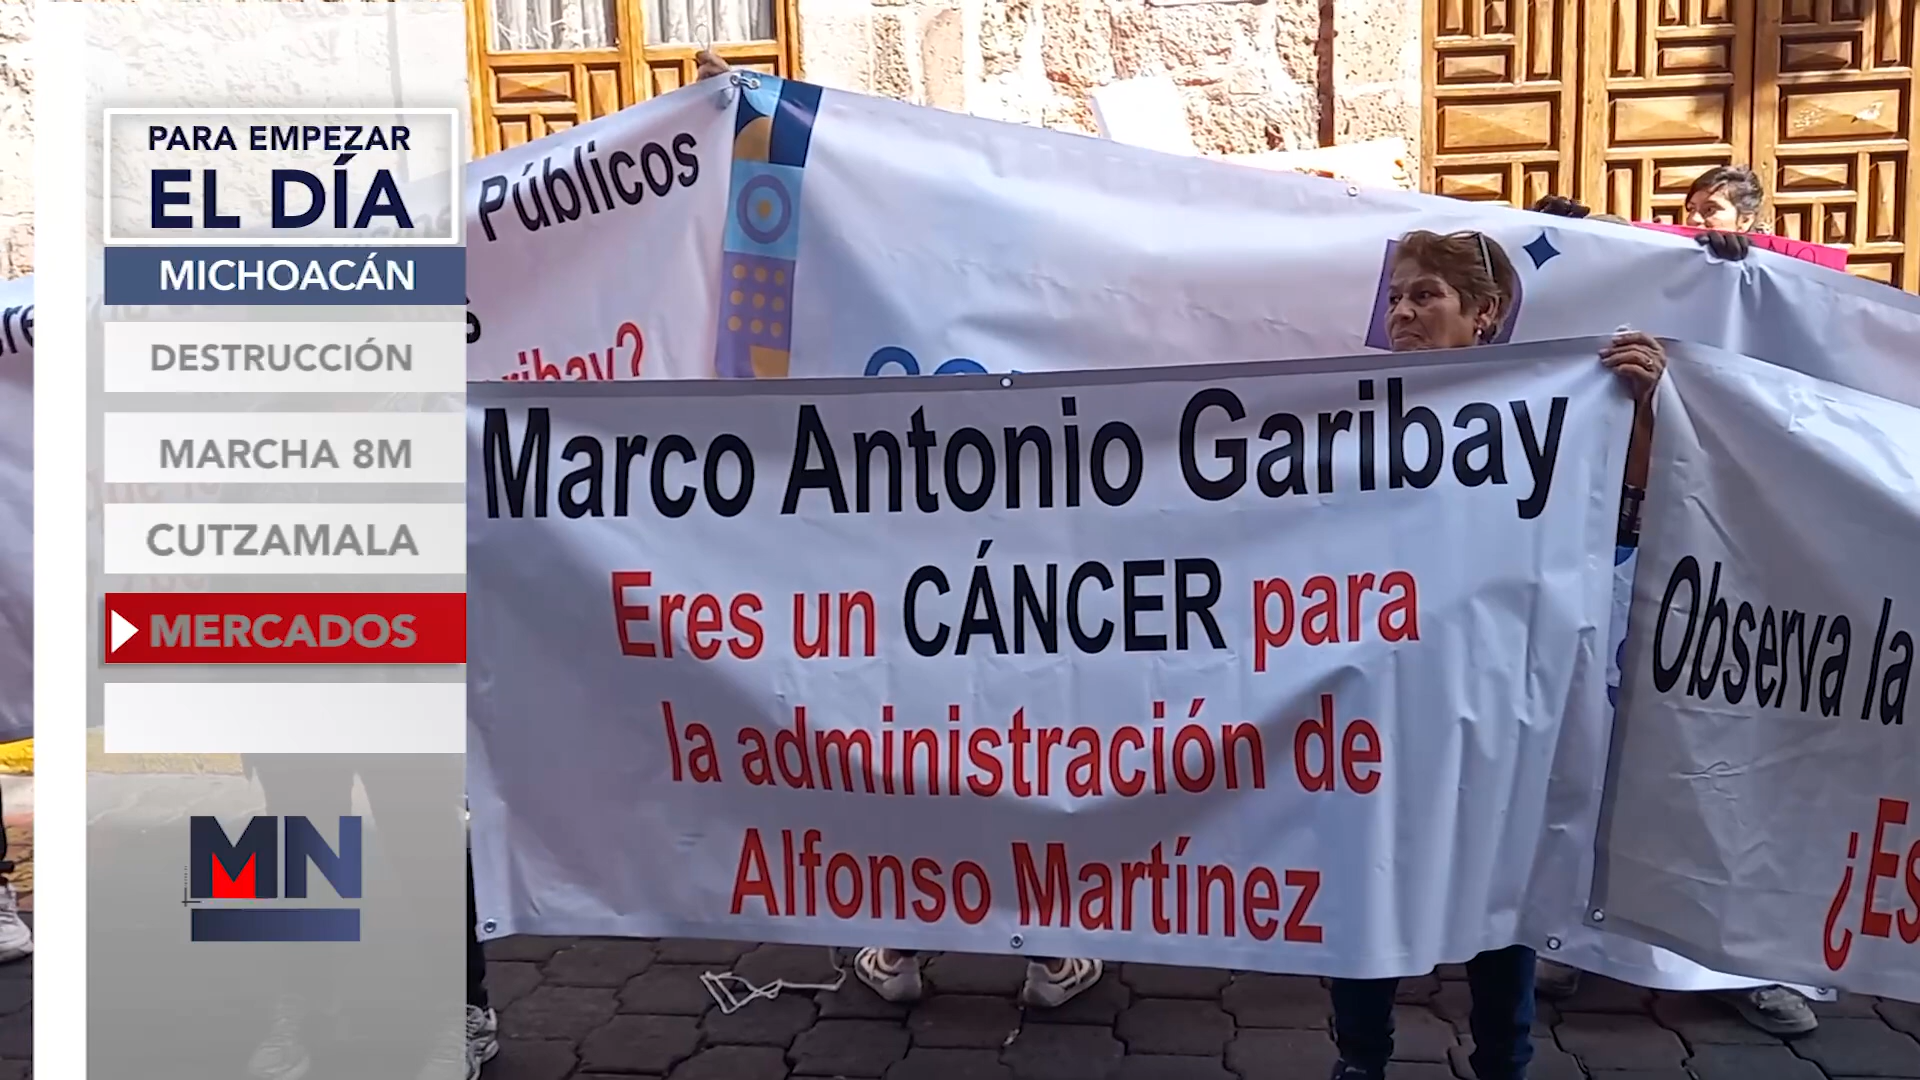 PARA EMPEZAR
EL DÍA
MICHOACÁN
DESTRUCCIÓN
MARCHA 8M
CUTZAMALA
MERCADOS
MN
Públicos
Marco Antonio Garibay
Eres un CÁNCER para
la administración de
Alfonso Martínez
Observa la